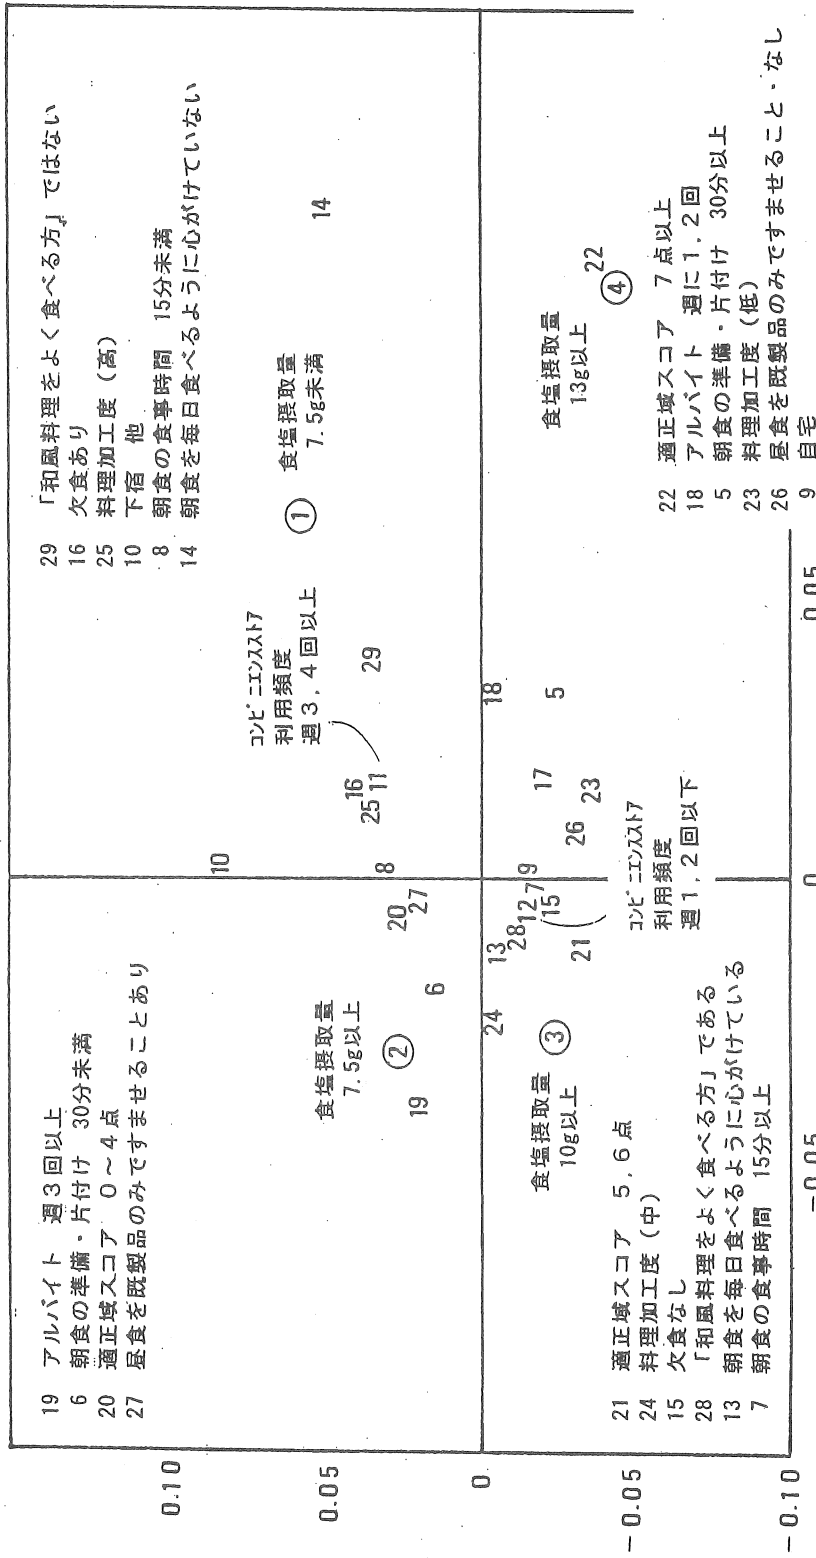 19 アルバイト 週3回以上
6 朝食の準備・片付け 30分未満
20 適正域スコア 0〜4点
27 昼食を既製品のみですませることあり
29 「和風料理をよく食べる方」ではない
16 欠食あり
25 料理加工度（高）
10 下宿 他
8 朝食の食事時間 15分未満
14 朝食を毎日食べるように心がけていない
0.10
10
コンビニエンスストア
利用頻度
週3,4回以上
食塩摂取量
7.5g未満
①
14
食塩摂取量
7.5g以上
②
0.05
19
6
20
27
8
25
16
11
29
0
24
13
28
12
7
15
9
21
26
17
23
18
5
食塩摂取量
10g以上
③
食塩摂取量
13g以上
④
22
コンビニエンスストア
利用頻度
週1,2回以下
−0.05
21 適正域スコア 5,6点
24 料理加工度（中）
15 欠食なし
28 「和風料理をよく食べる方」である
13 朝食を毎日食べるように心がけている
7 朝食の食事時間 15分以上
22 適正域スコア 7点以上
18 アルバイト 週に1,2回
5 朝食の準備・片付け 30分以上
23 料理加工度（低）
26 昼食を既製品のみですませること・なし
9 自宅
−0.10
−0.05
0
0.05